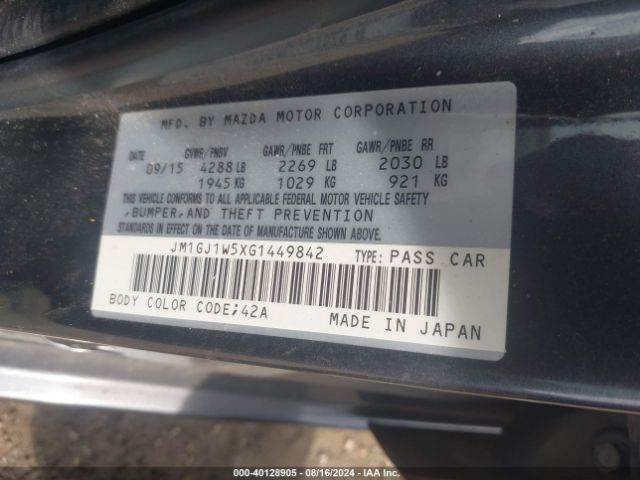 MFD. BY MAZDA MOTOR CORPORATION
DATE GVWR/PNBV GAWR/PNBE FRT GAWR/PNBE RR
09/15 4288 LB 2269 LB 2030 LB
1945 KG 1029 KG 921 KG
THIS VEHICLE CONFORMS TO ALL APPLICABLE FEDERAL MOTOR VEHICLE SAFETY
,BUMPER,AND THEFT PREVENTION
STANDARDS IN EFFECT ON THE DATE OF MANUFACTURE SHOWN ABOVE.
JM1GJ1W5XG1449842 TYPE: PASS CAR
BODY COLOR CODE;42A MADE IN JAPAN
000-40128905 - 08/16/2024 - IAA Inc.